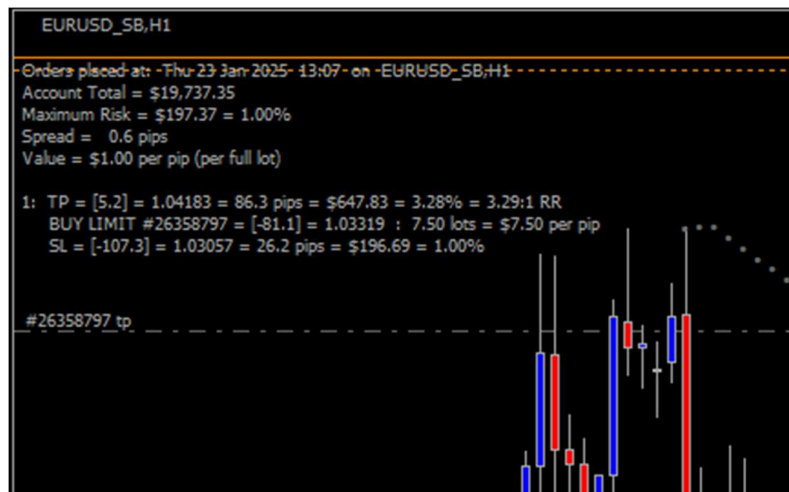 EURUSD_SB,H1
Orders placed at: Thu 23 Jan 2025 13:07 on EURUSD_SB,H1
Account Total = $19,737.35
Maximum Risk = $197.37 = 1.00%
Spread = 0.6 pips
Value = $1.00 per pip (per full lot)
1: TP = [5.2] = 1.04183 = 86.3 pips = $647.83 = 3.28% = 3.29:1 RR
BUY LIMIT #26358797 = [-81.1] = 1.03319 : 7.50 lots = $7.50 per pip
SL = [-107.3] = 1.03057 = 26.2 pips = $196.69 = 1.00%
#26358797 tp